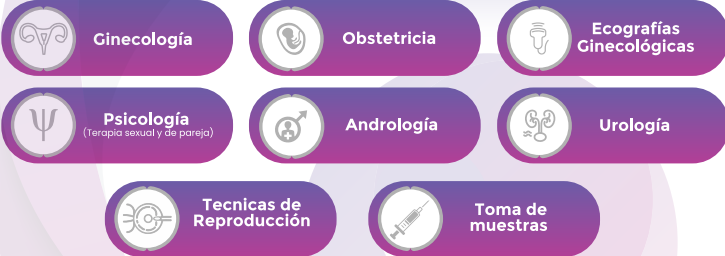 Ginecología
Obstetricia
Ecografías
Ginecológicas
Psicología
(Terapia sexual y de pareja)
Andrología
Urología
Tecnicas de
Reproducción
Toma de
muestras